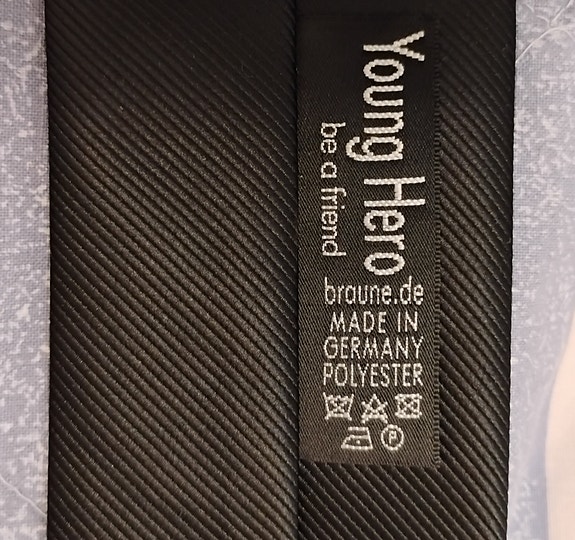 Young Hero
be a friend
braune.de
MADE IN
GERMANY
POLYESTER
P